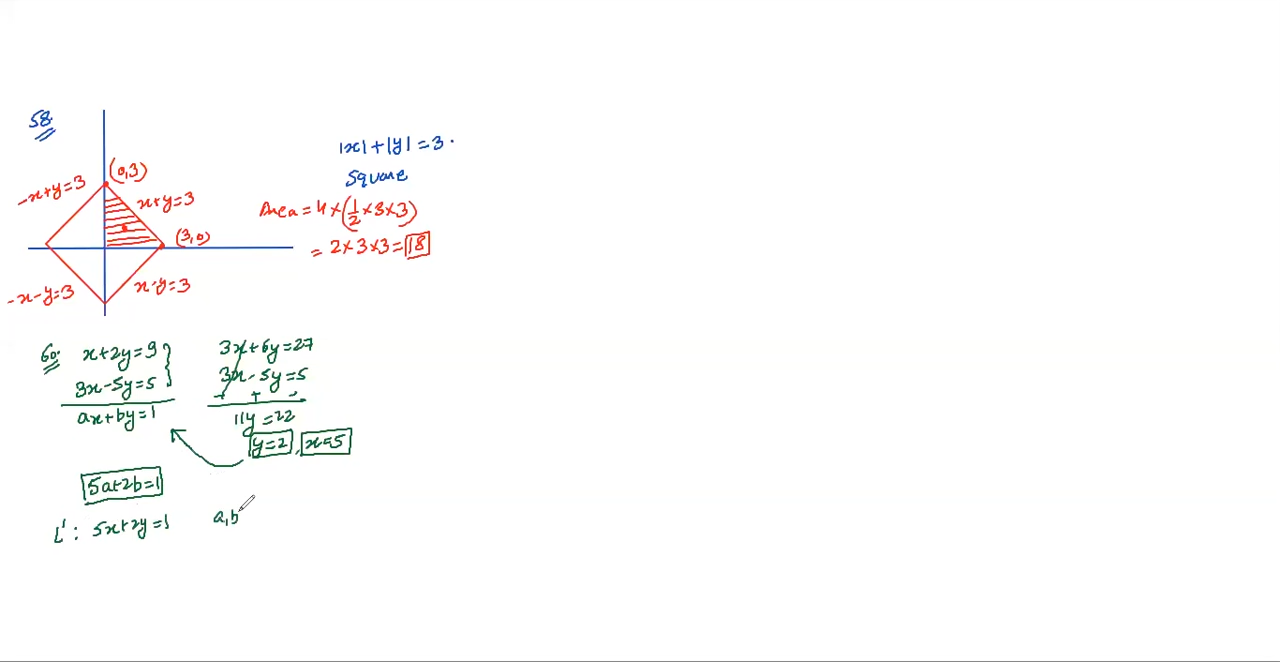 58.
(0,3)
-x+y=3
x+y=3
(3,0)
-x-y=3
x-y=3
|x|+|y|=3.
Square
Area = 4×(1/2×3×3)
= 2×3×3=18
60.
x+2y=9
3x-5y=5
ax+by=1
3x+6y=27
3x-5y=5
- + -
11y=22
y=2, x=5
5a+2b=1
L': 5x+2y=1
a,b